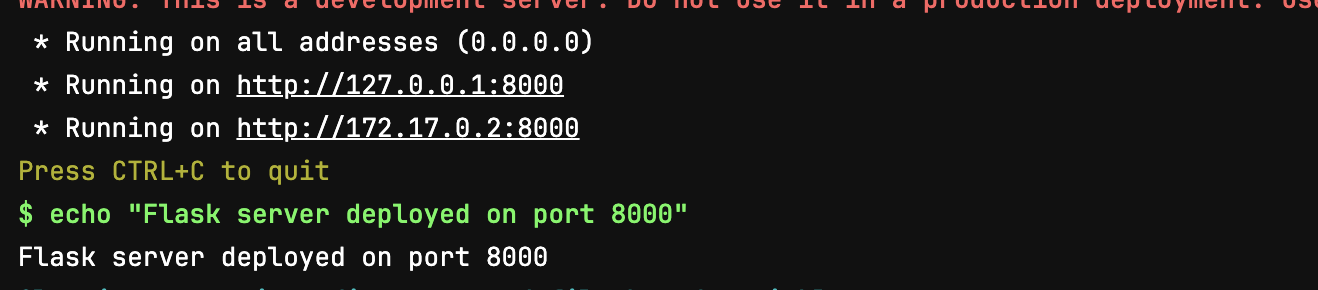 WARNING: This is a development server. Do not use it in a production deployment. Use
* Running on all addresses (0.0.0.0)
* Running on http://127.0.0.1:8000
* Running on http://172.17.0.2:8000
Press CTRL+C to quit
$ echo "Flask server deployed on port 8000"
Flask server deployed on port 8000